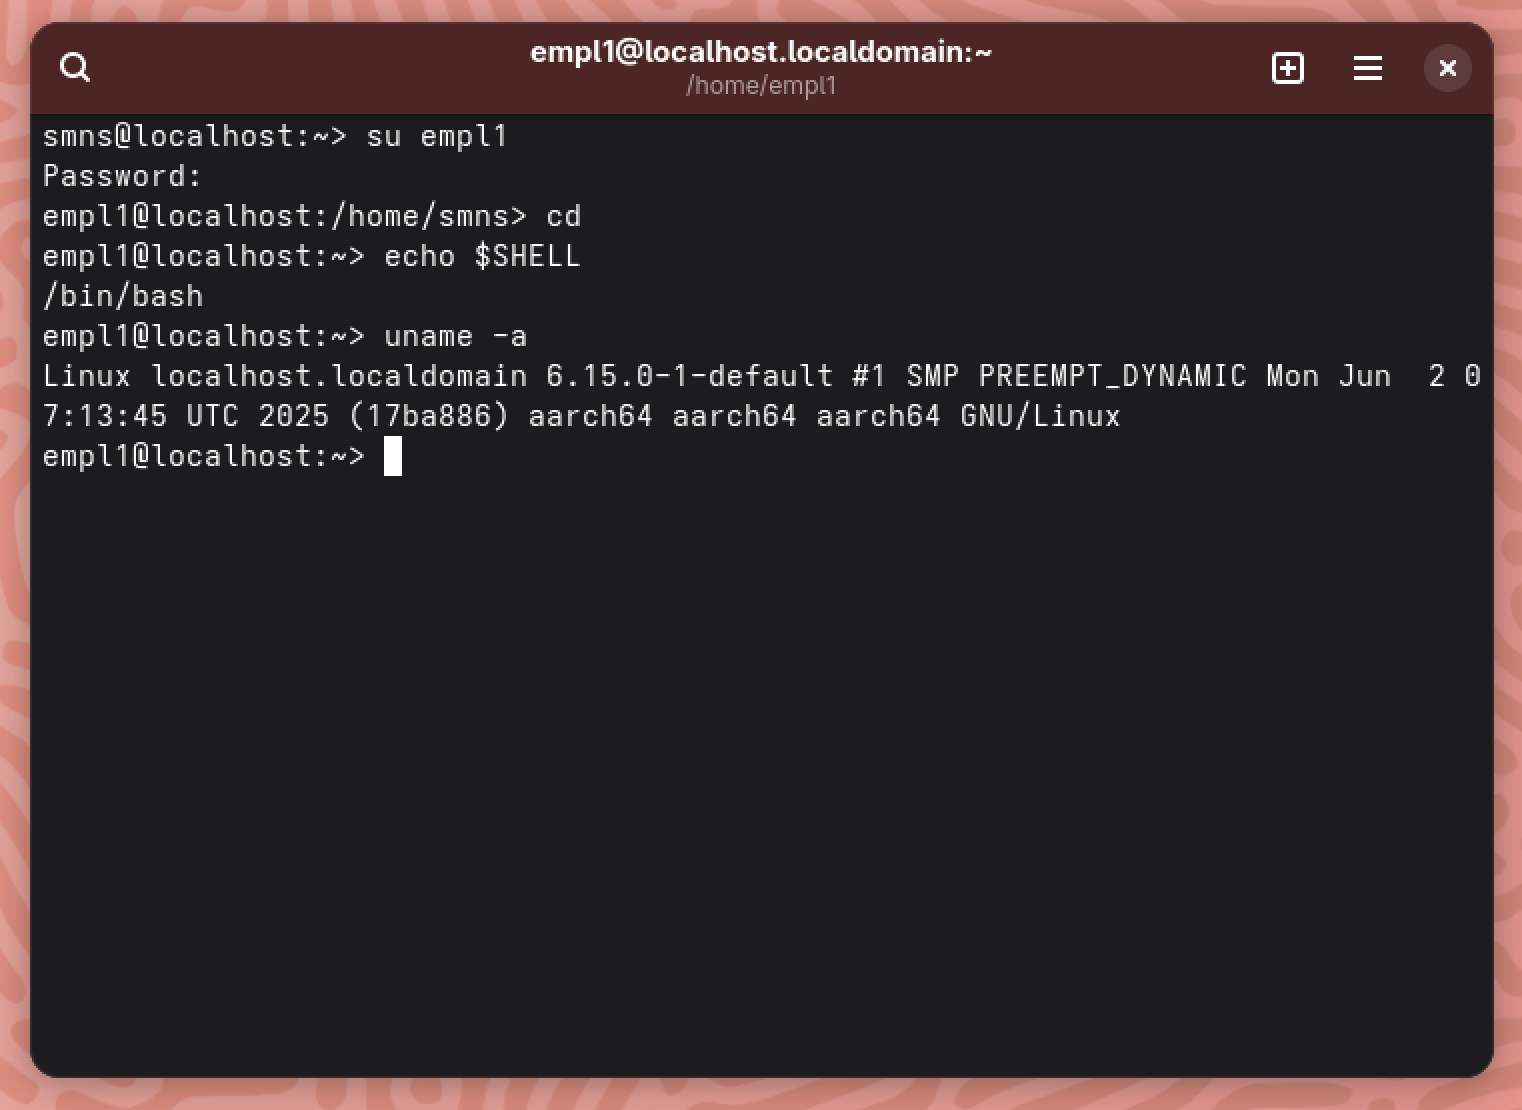 empl1@localhost.localdomain:~
/home/empl1
smns@localhost:~> su empl1
Password:
empl1@localhost:/home/smns> cd
empl1@localhost:~> echo $SHELL
/bin/bash
empl1@localhost:~> uname -a
Linux localhost.localdomain 6.15.0-1-default #1 SMP PREEMPT_DYNAMIC Mon Jun  2 0
7:13:45 UTC 2025 (17ba886) aarch64 aarch64 aarch64 GNU/Linux
empl1@localhost:~>